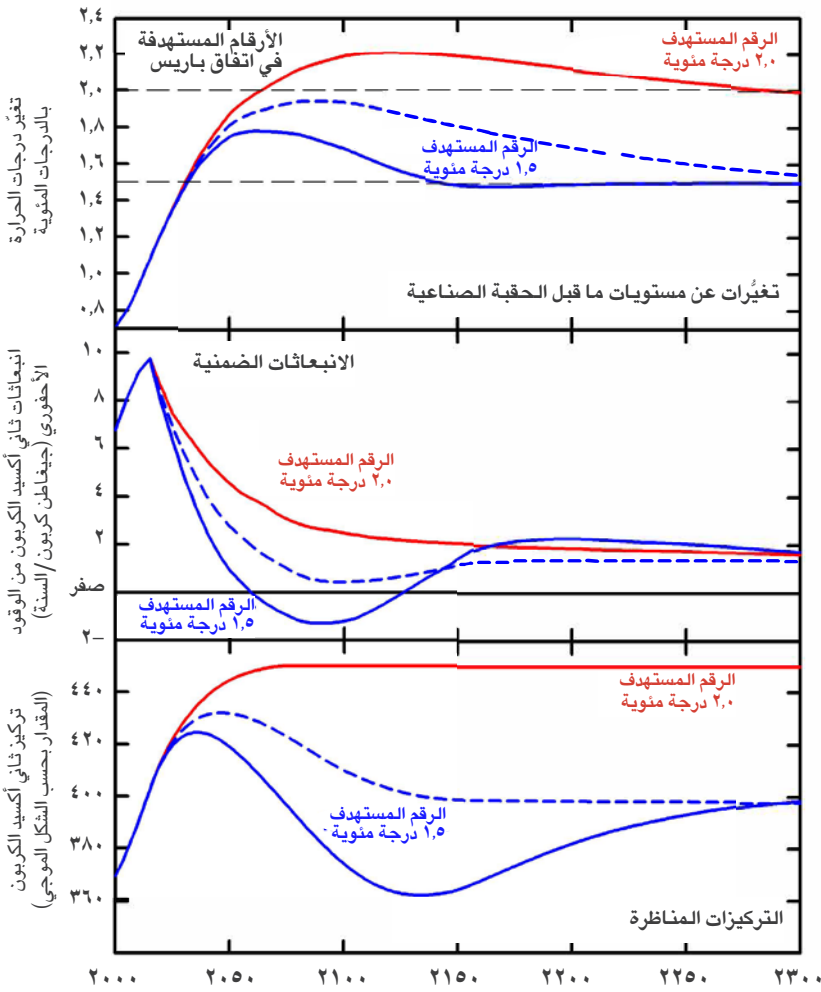 تغيّر درجات الحرارة
بالدرجات المئوية
٢,٤
٢,٢
٢,٠
١,٨
١,٦
١,٤
١,٢
١,٠
٠,٨
الأرقام المستهدفة
في اتفاق باريس
الرقم المستهدف
٢,٠ درجة مئوية
الرقم المستهدف
١,٥ درجة مئوية
تغيُّرات عن مستويات ما قبل الحقبة الصناعية
انبعاثات ثاني أكسيد الكربون من الوقود
الأحفوري (جيغاطن كربون/السنة)
١٠
٨
٦
٤
٢
صفر
٢−
الانبعاثات الضمنية
الرقم المستهدف
٢,٠ درجة مئوية
الرقم المستهدف
١,٥ درجة مئوية
تركيز ثاني أكسيد الكربون
(المقدار بحسب الشكل الموجي)
٤٤٠
٤٢٠
٤٠٠
٣٨٠
٣٦٠
الرقم المستهدف
٢,٠ درجة مئوية
الرقم المستهدف
١,٥ درجة مئوية
التركيزات المناظرة
٢٠٠٠ ٢٠٥٠ ٢١٠٠ ٢١٥٠ ٢٢٠٠ ٢٢٥٠ ٢٣٠٠